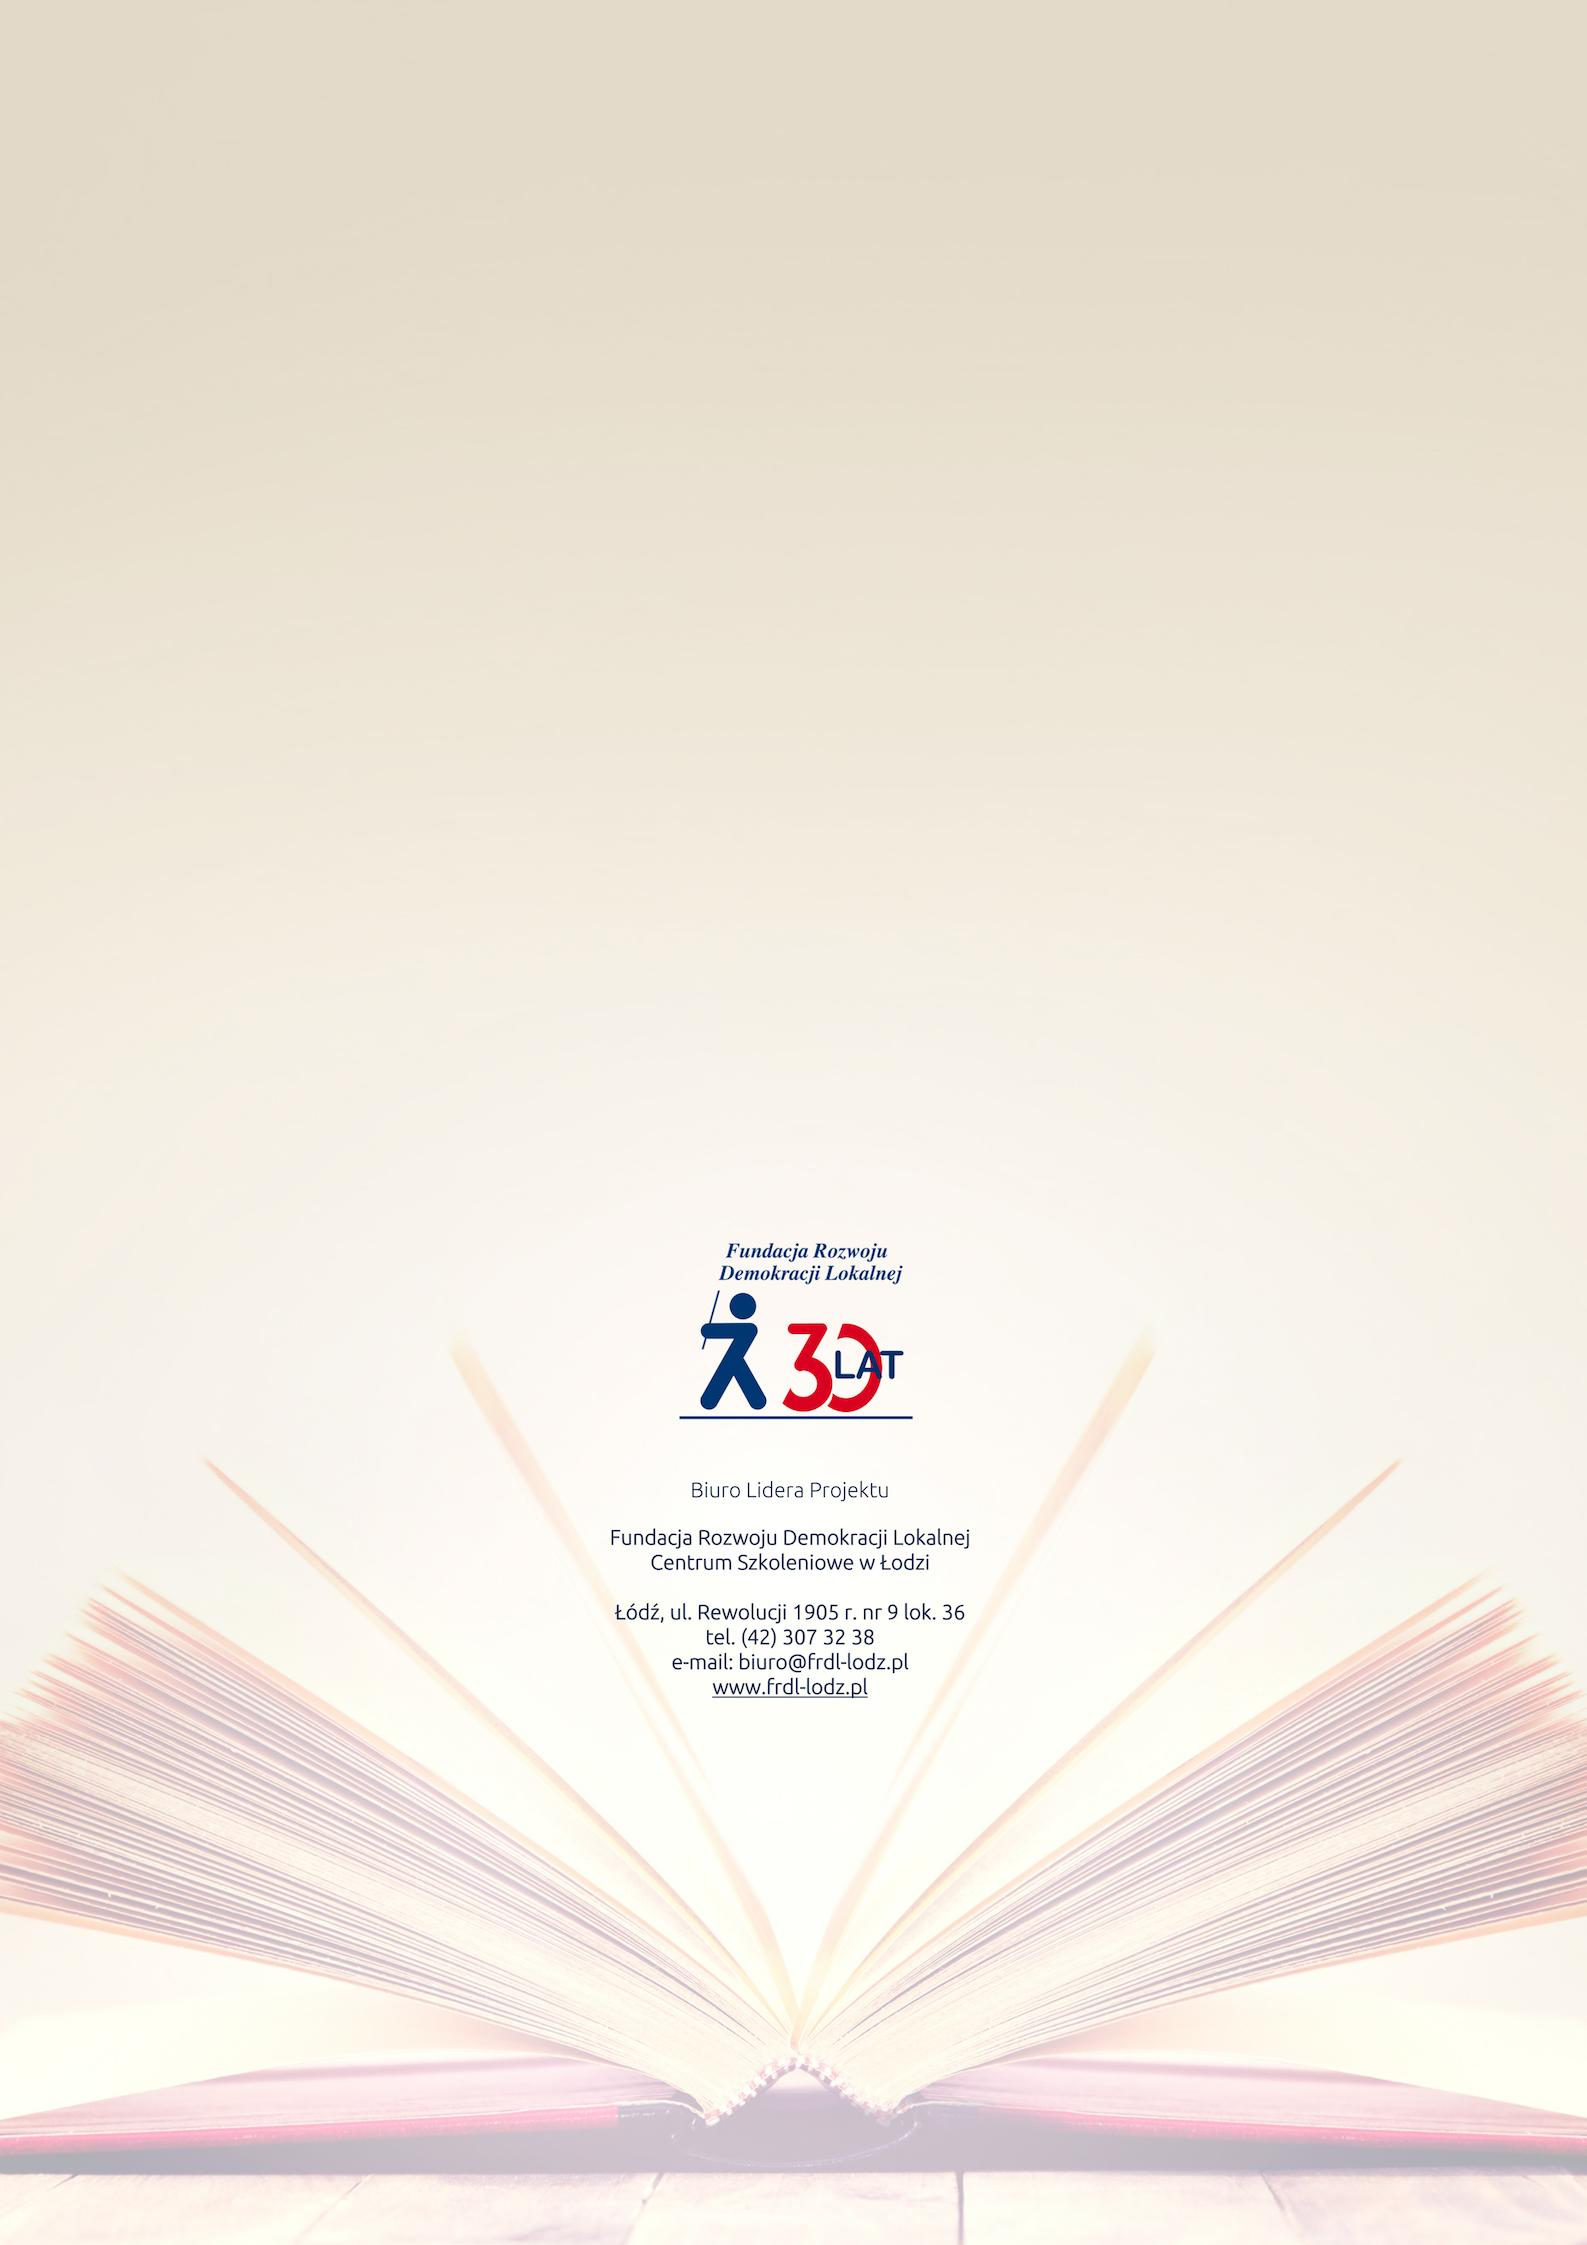 Fundacja Rozwoju
Demokracji Lokalnej
30 LAT
Biuro Lidera Projektu
Fundacja Rozwoju Demokracji Lokalnej
Centrum Szkoleniowe w Łodzi
Łódź, ul. Rewolucji 1905 r. nr 9 lok. 36
tel. (42) 307 32 38
e-mail: biuro@frdl-lodz.pl
www.frdl-lodz.pl